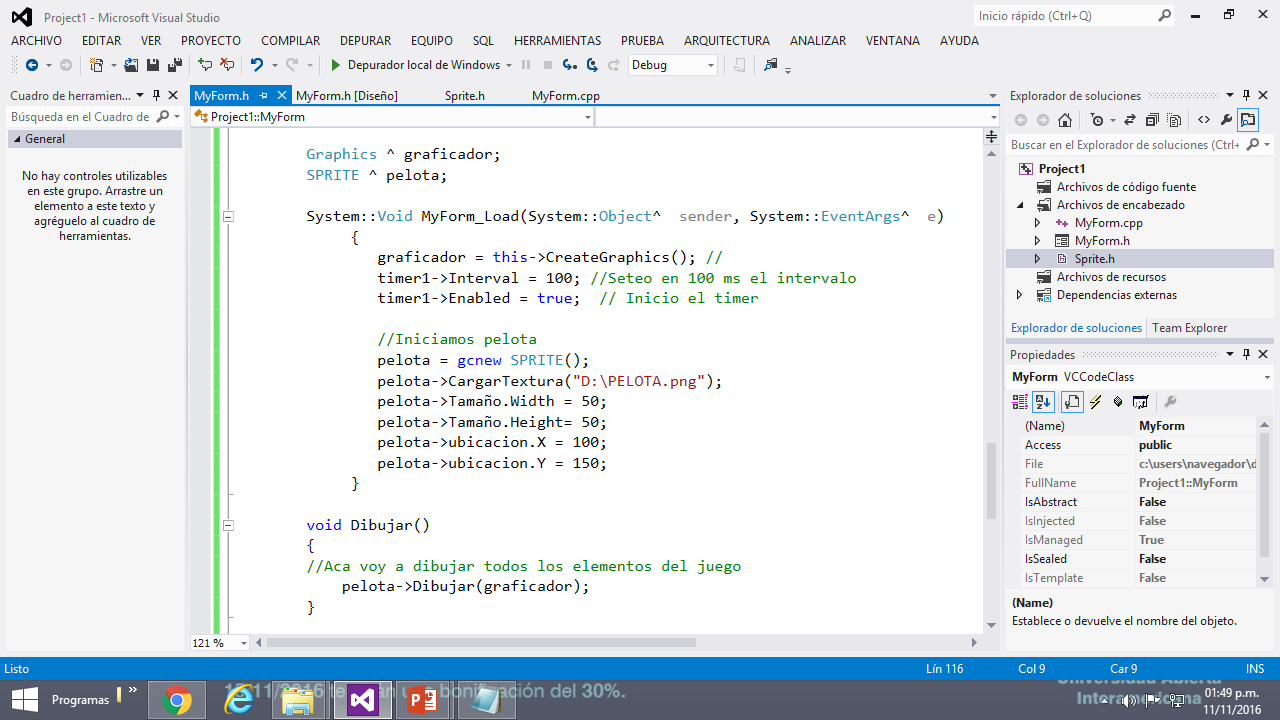 Project1 - Microsoft Visual Studio
Inicio rápido (Ctrl+Q)
ARCHIVO EDITAR VER PROYECTO COMPILAR DEPURAR EQUIPO SQL HERRAMIENTAS PRUEBA ARQUITECTURA ANALIZAR VENTANA AYUDA
Depurador local de Windows
Debug
Cuadro de herramien...
Búsqueda en el Cuadro de
General
No hay controles utilizables
en este grupo. Arrastre un
elemento a este texto y
agréguelo al cuadro de
herramientas.
MyForm.h MyForm.h [Diseño] Sprite.h MyForm.cpp
Project1::MyForm
Graphics ^ graficador;
SPRITE ^ pelota;
System::Void MyForm_Load(System::Object^ sender, System::EventArgs^ e)
{
graficador = this->CreateGraphics(); //
timer1->Interval = 100; //Seteo en 100 ms el intervalo
timer1->Enabled = true; // Inicio el timer
//Iniciamos pelota
pelota = gcnew SPRITE();
pelota->CargarTextura("D:\PELOTA.png");
pelota->Tamaño.Width = 50;
pelota->Tamaño.Height= 50;
pelota->ubicacion.X = 100;
pelota->ubicacion.Y = 150;
}
void Dibujar()
{
//Aca voy a dibujar todos los elementos del juego
pelota->Dibujar(graficador);
}
121 %
Explorador de soluciones
Buscar en el Explorador de soluciones (Ctrl+
Project1
Archivos de código fuente
Archivos de encabezado
MyForm.cpp
MyForm.h
Sprite.h
Archivos de recursos
Dependencias externas
Explorador de soluciones Team Explorer
Propiedades
MyForm VCCodeClass
(Name) MyForm
Access public
File c:\users\navegador\d
FullName Project1::MyForm
IsAbstract False
IsInjected False
IsManaged True
IsSealed False
IsTemplate False
(Name)
Establece o devuelve el nombre del objeto.
Listo Lín 116 Col 9 Car 9 INS
Programas
bonificación del 30%.
Universidad Abierta
Interamericana
01:49 p.m.
11/11/2016